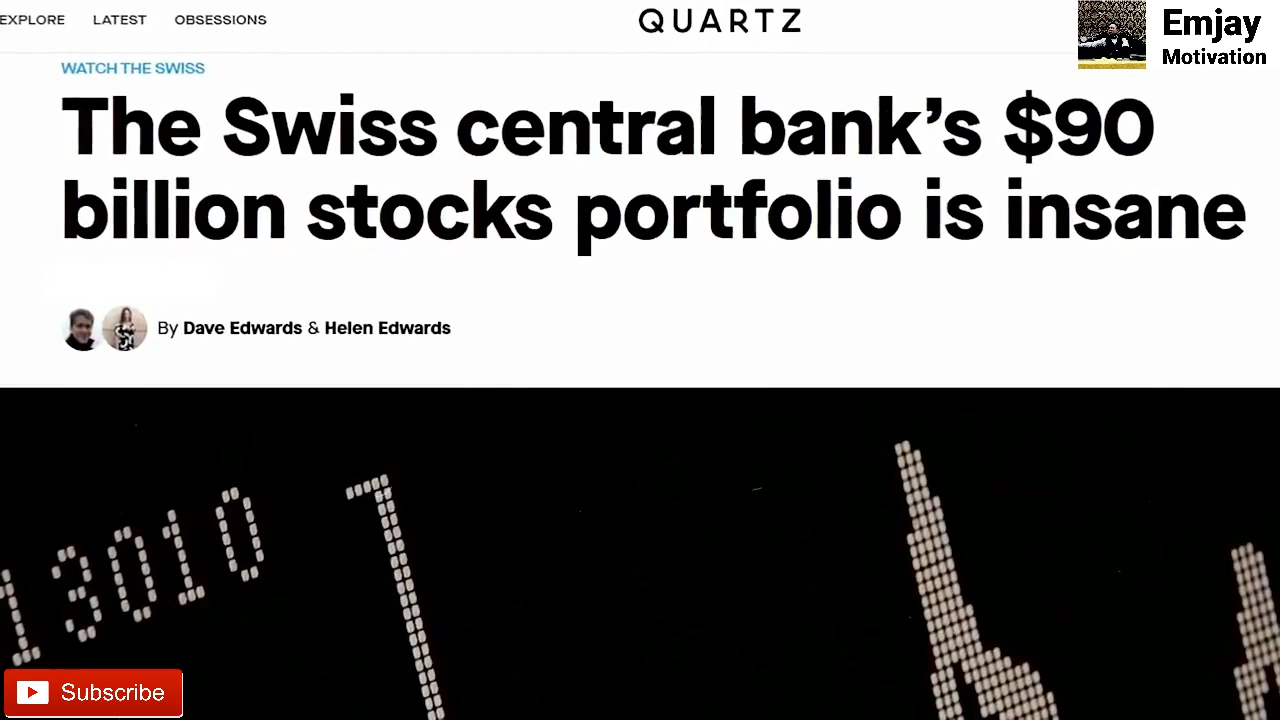 EXPLORE LATEST OBSESSIONS
QUARTZ
Emjay
Motivation
WATCH THE SWISS
The Swiss central bank’s $90
billion stocks portfolio is insane
By Dave Edwards & Helen Edwards
13010
Subscribe